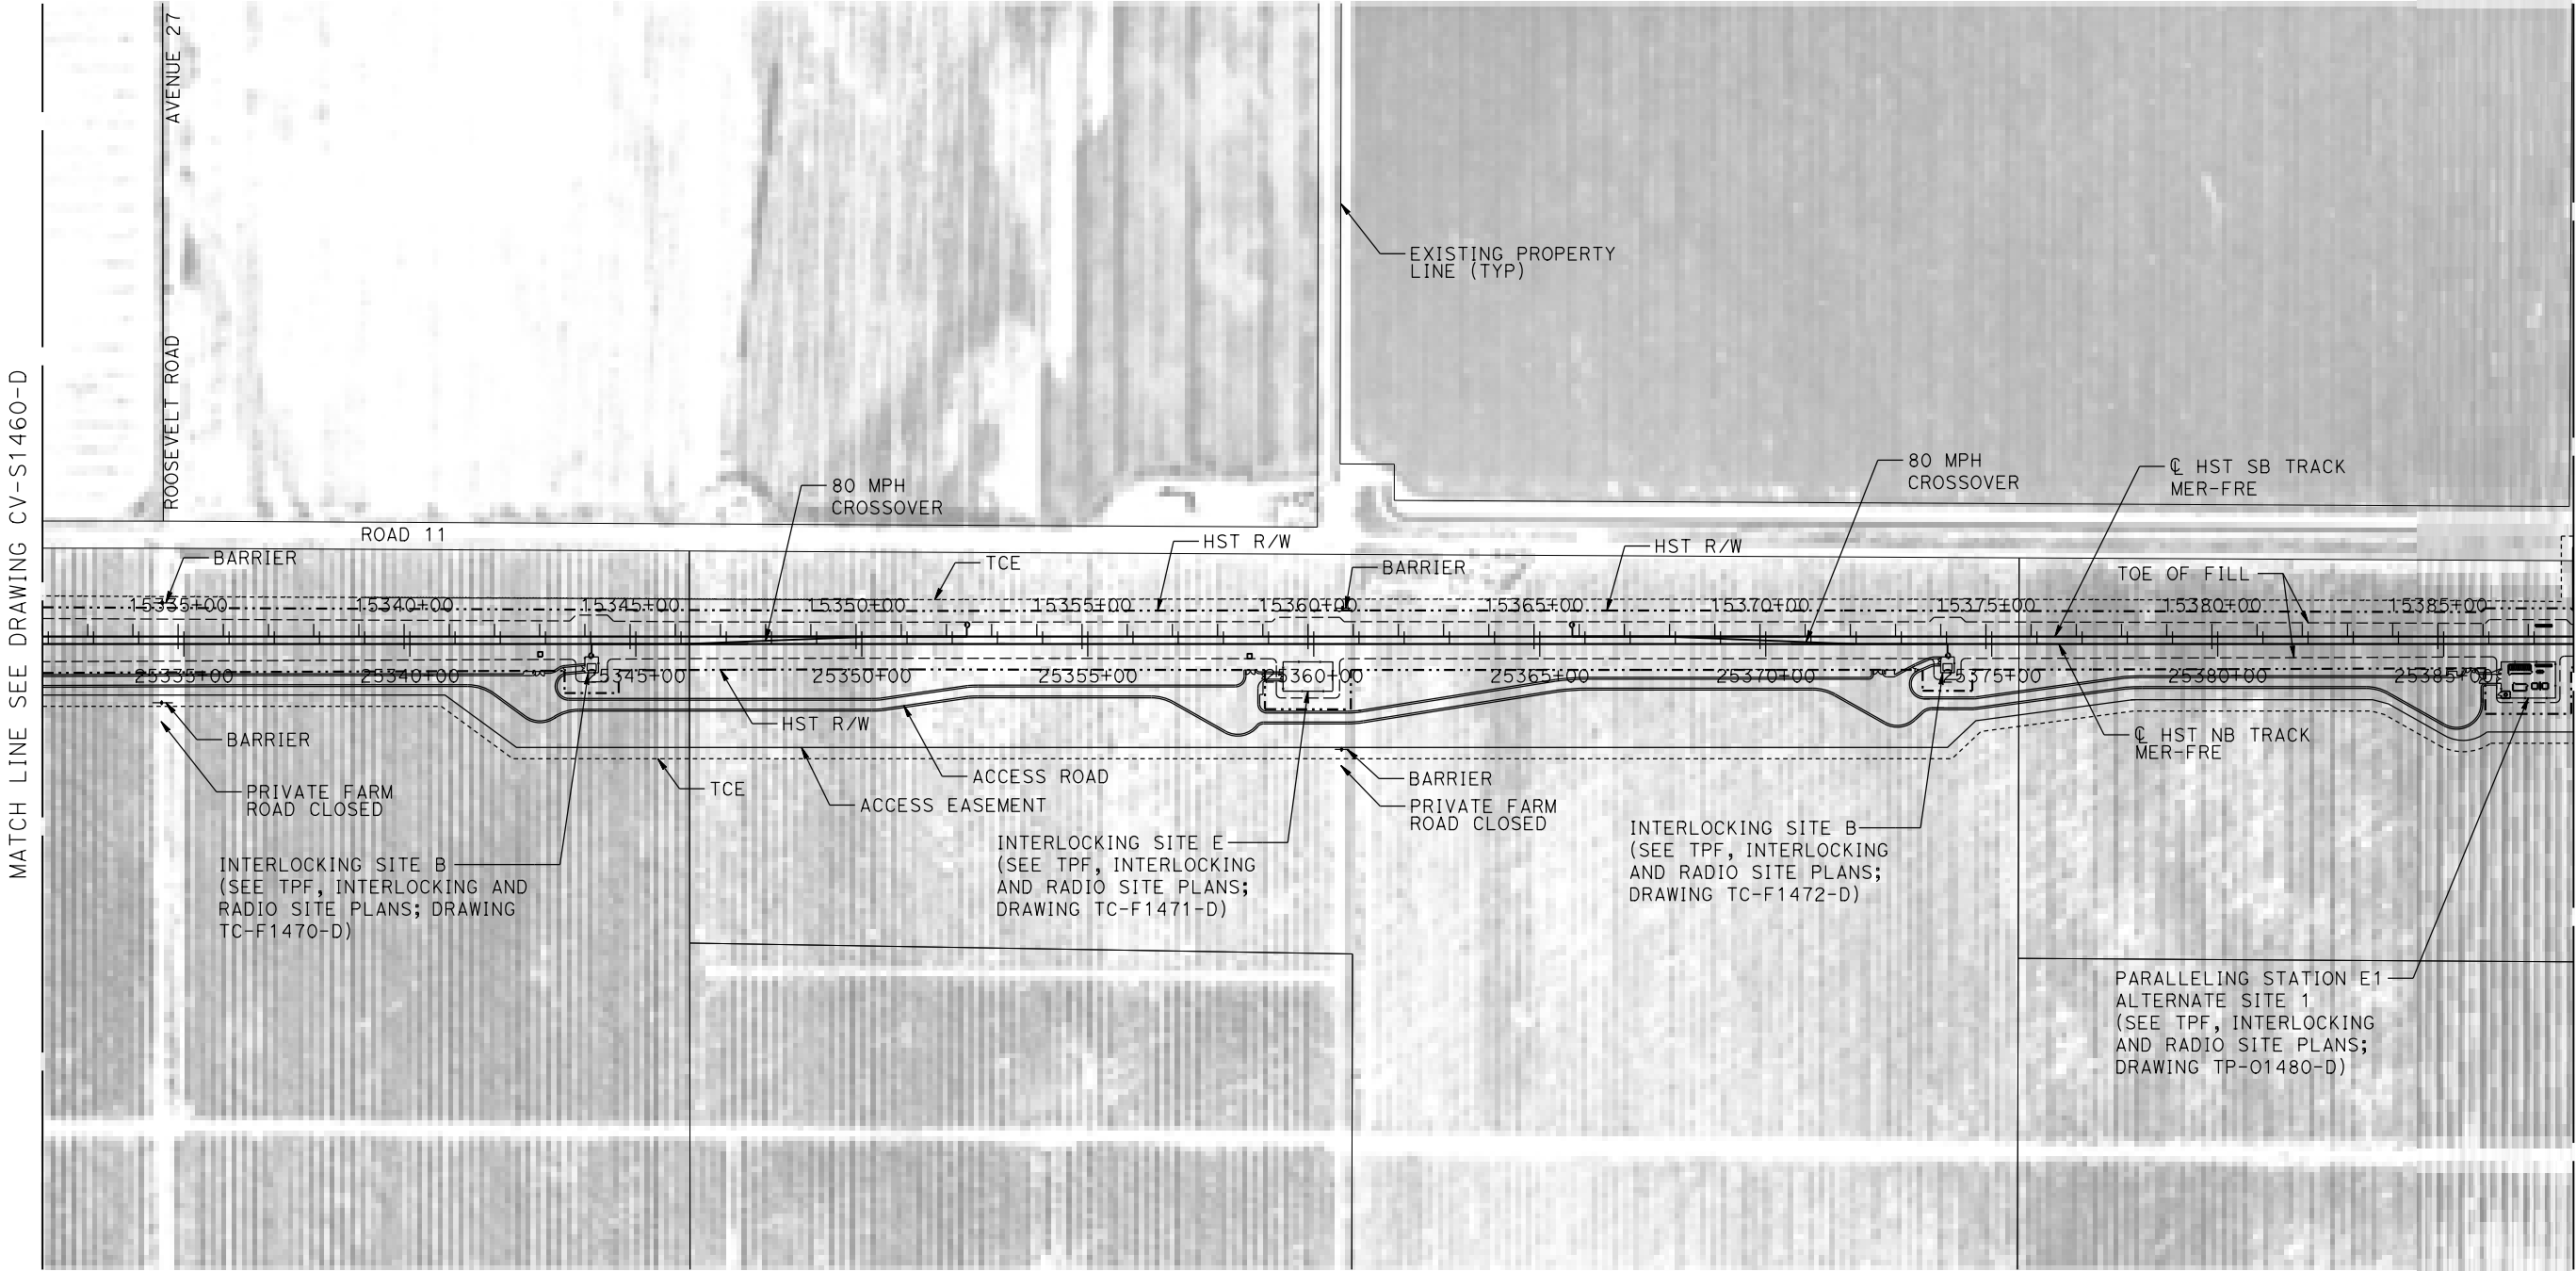 MATCH LINE SEE DRAWING CV-S1460-D
AVENUE 27
ROOSEVELT ROAD
EXISTING PROPERTY
LINE (TYP)
80 MPH
CROSSOVER
80 MPH
CROSSOVER
℄ HST SB TRACK
MER-FRE
ROAD 11
BARRIER
TCE
HST R/W
BARRIER
HST R/W
TOE OF FILL
15335+00
15340+00
15345+00
15350+00
15355+00
15360+00
15365+00
15370+00
15375+00
15380+00
15385+00
25335+00
25340+00
25345+00
25350+00
25355+00
25360+00
25365+00
25370+00
25375+00
25380+00
25385+00
HST R/W
BARRIER
℄ HST NB TRACK
MER-FRE
PRIVATE FARM
ROAD CLOSED
TCE
ACCESS ROAD
ACCESS EASEMENT
BARRIER
PRIVATE FARM
ROAD CLOSED
INTERLOCKING SITE B
(SEE TPF, INTERLOCKING AND
RADIO SITE PLANS; DRAWING
TC-F1470-D)
INTERLOCKING SITE E
(SEE TPF, INTERLOCKING
AND RADIO SITE PLANS;
DRAWING TC-F1471-D)
INTERLOCKING SITE B
(SEE TPF, INTERLOCKING
AND RADIO SITE PLANS;
DRAWING TC-F1472-D)
PARALLELING STATION E1
ALTERNATE SITE 1
(SEE TPF, INTERLOCKING
AND RADIO SITE PLANS;
DRAWING TP-O1480-D)